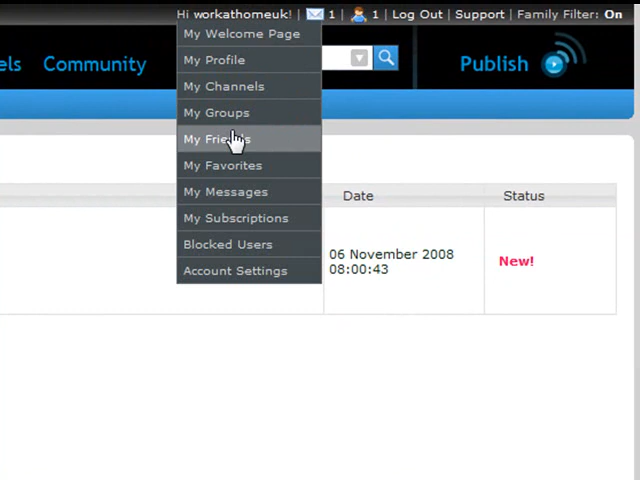 Hi workathomeuk! | 1 | 1 | Log Out | Support | Family Filter: On
My Welcome Page
My Profile
My Channels
My Groups
My Friends
My Favorites
My Messages
My Subscriptions
Blocked Users
Account Settings
els Community
Publish
Date Status
06 November 2008
08:00:43
New!